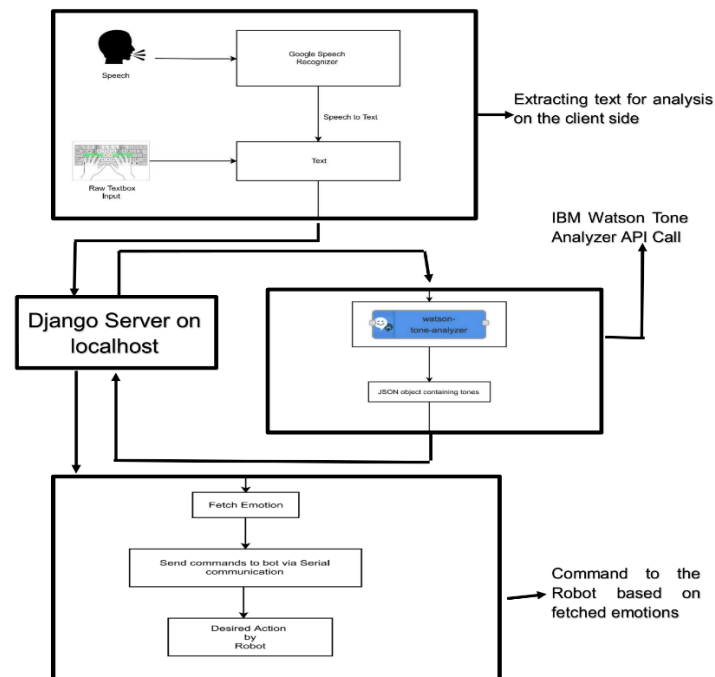 Google Speech
Recognizer
Speech
Speech to Text
Text
Raw Textbox
Input
Extracting text for analysis
on the client side
IBM Watson Tone
Analyzer API Call
Django Server on
localhost
watson-
tone-analyzer
JSON object containing tones
Fetch Emotion
Send commands to bot via Serial
communication
Desired Action
by
Robot
Command to the
Robot based on
fetched emotions